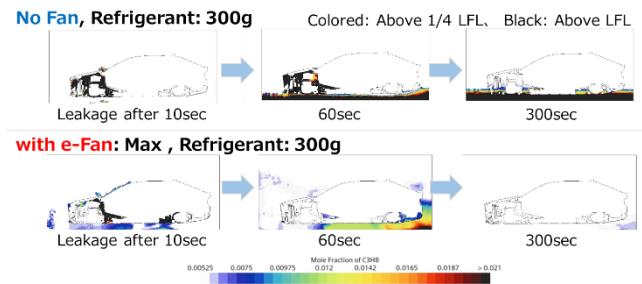 No Fan, Refrigerant: 300g
Colored: Above 1/4 LFL、 Black: Above LFL
Leakage after 10sec
60sec
300sec
with e-Fan: Max , Refrigerant: 300g
Leakage after 10sec
60sec
300sec
Mole Fraction of C3H8
0.00525 0.0075 0.00975 0.012 0.0142 0.0165 0.0187 > 0.021